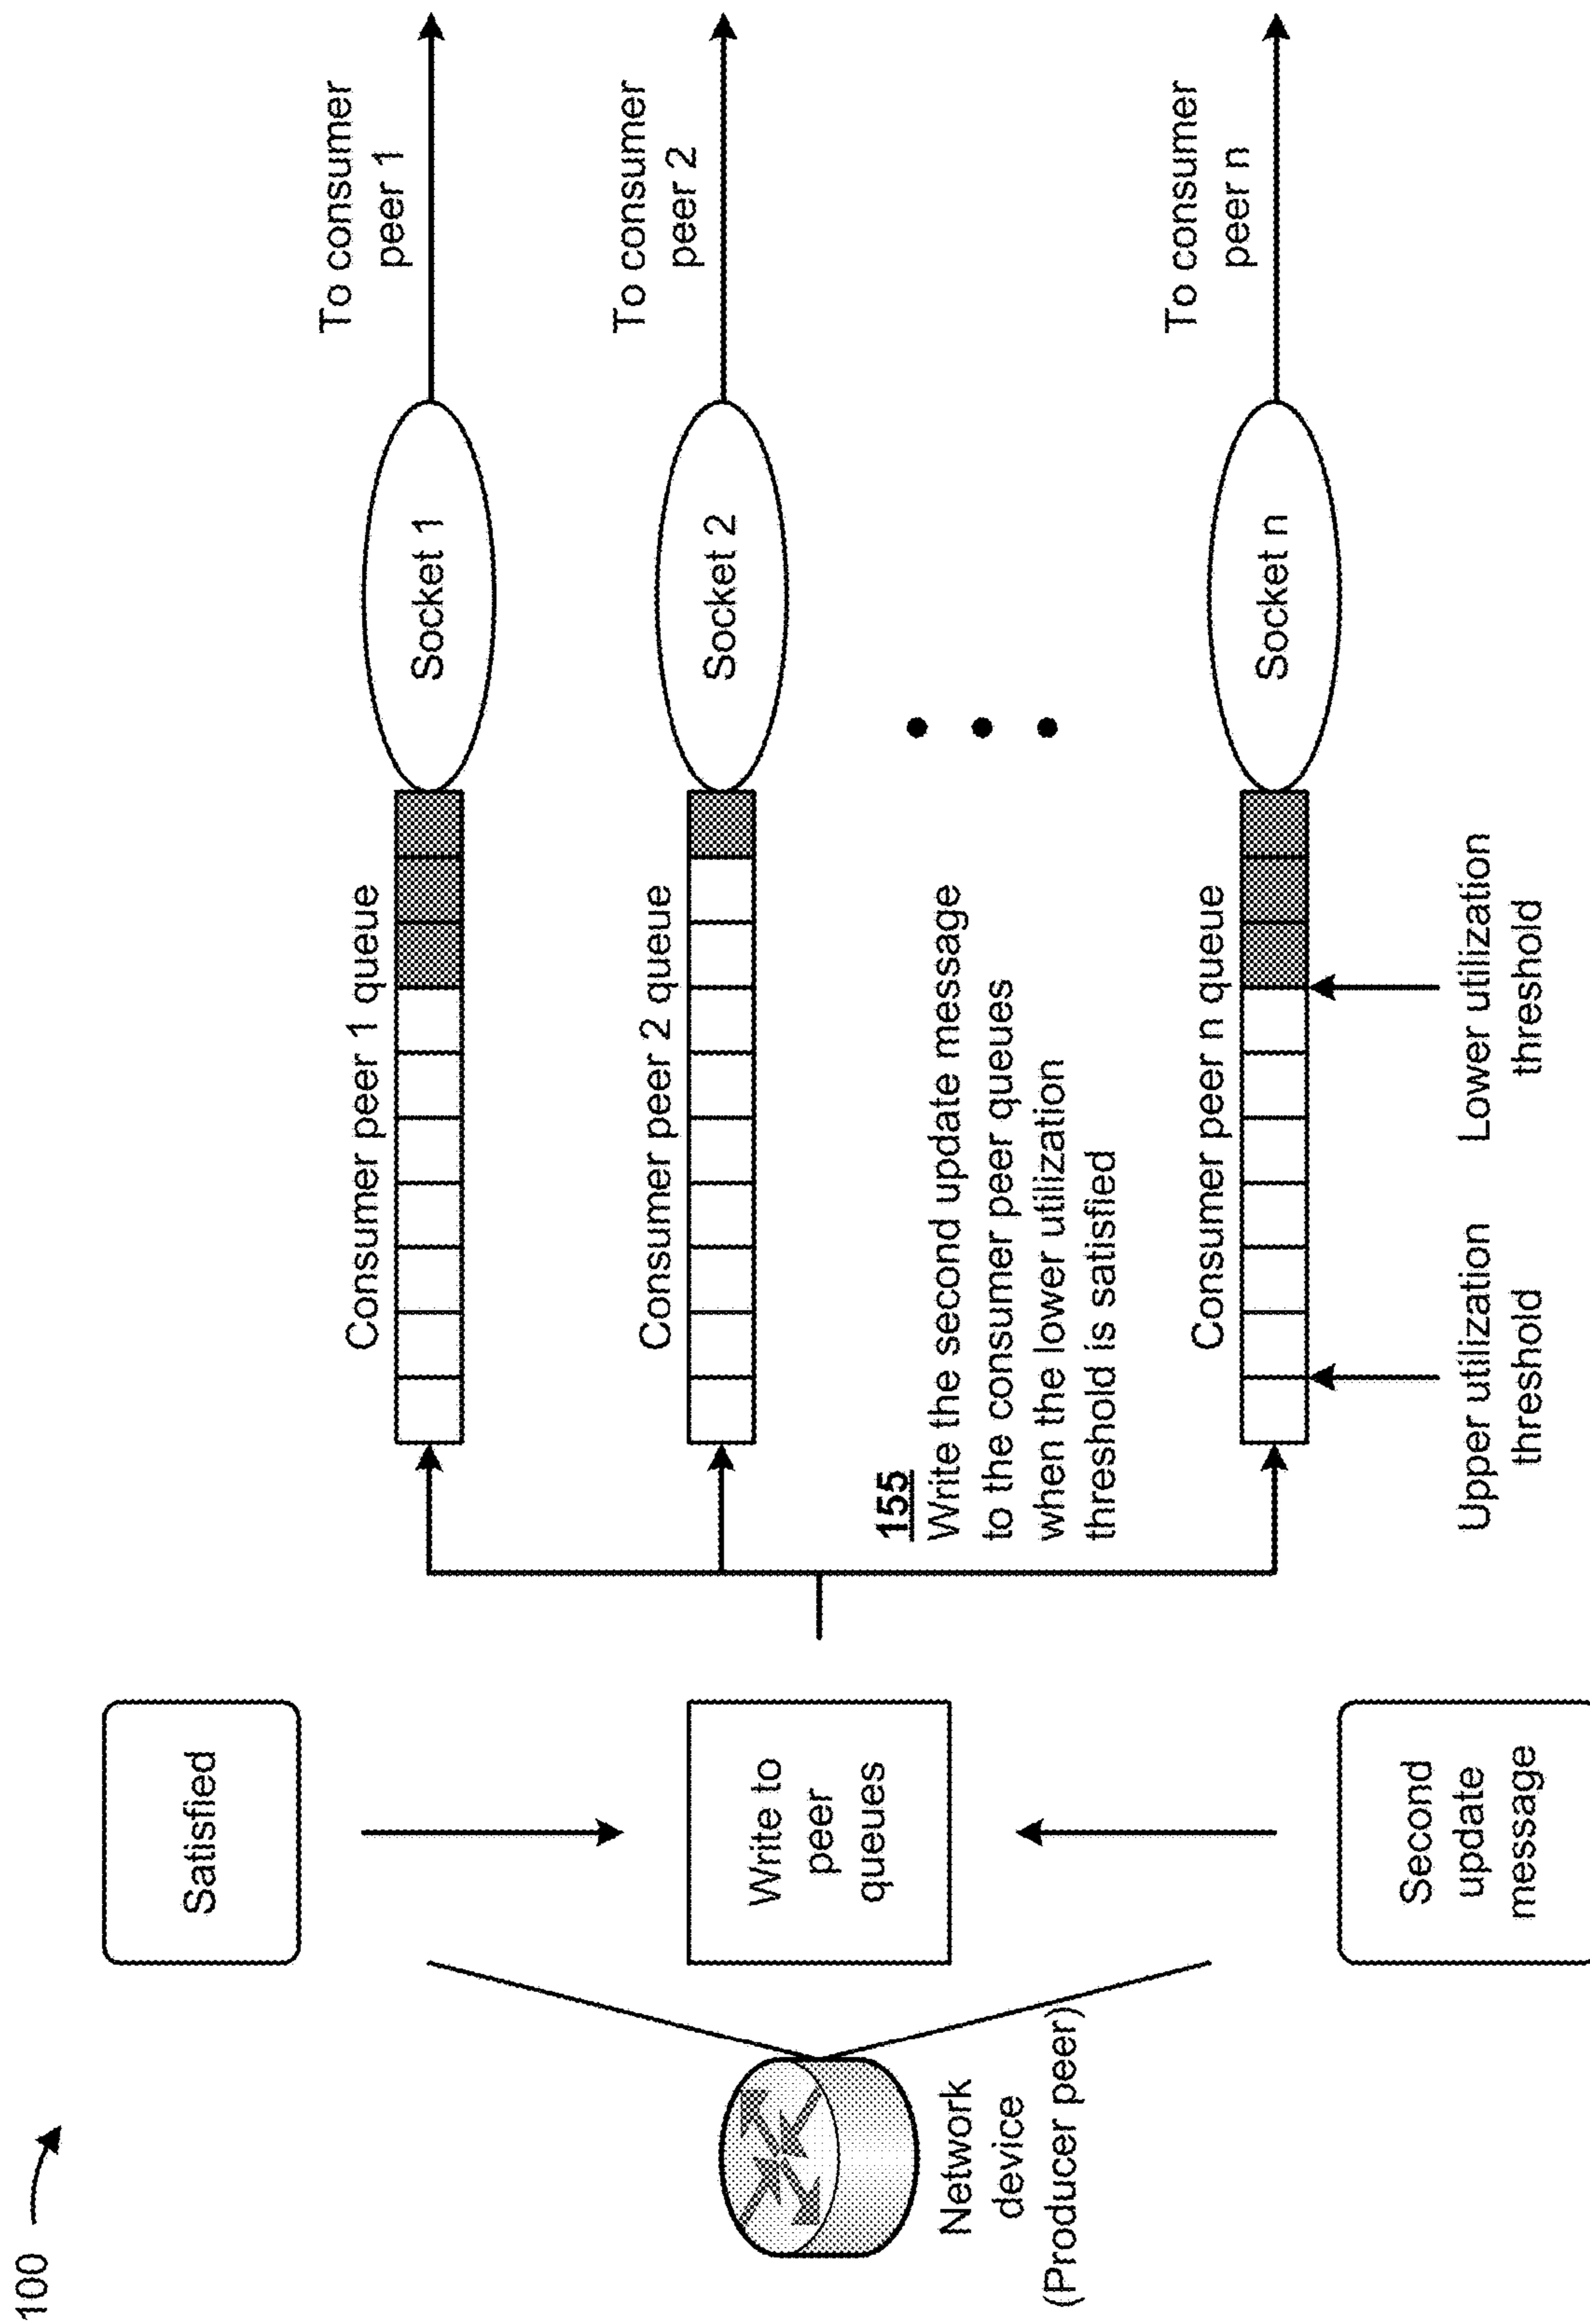 100
Network
device
(Producer peer)
Satisfied
Write to
peer
queues
Second
update
message
Consumer peer 1 queue
Socket 1
To consumer
peer 1
Consumer peer 2 queue
Socket 2
To consumer
peer 2
155
Write the second update message
to the consumer peer queues
when the lower utilization
threshold is satisfied
Consumer peer n queue
Socket n
To consumer
peer n
Upper utilization
threshold
Lower utilization
threshold